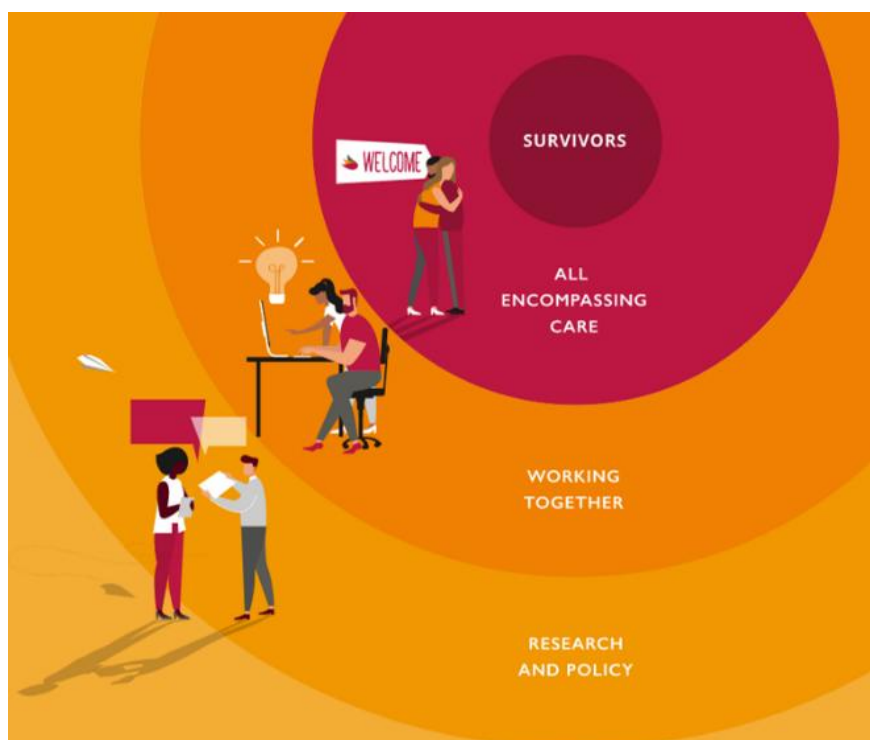 SURVIVORS
WELCOME
ALL
ENCOMPASSING
CARE
WORKING
TOGETHER
RESEARCH
AND POLICY